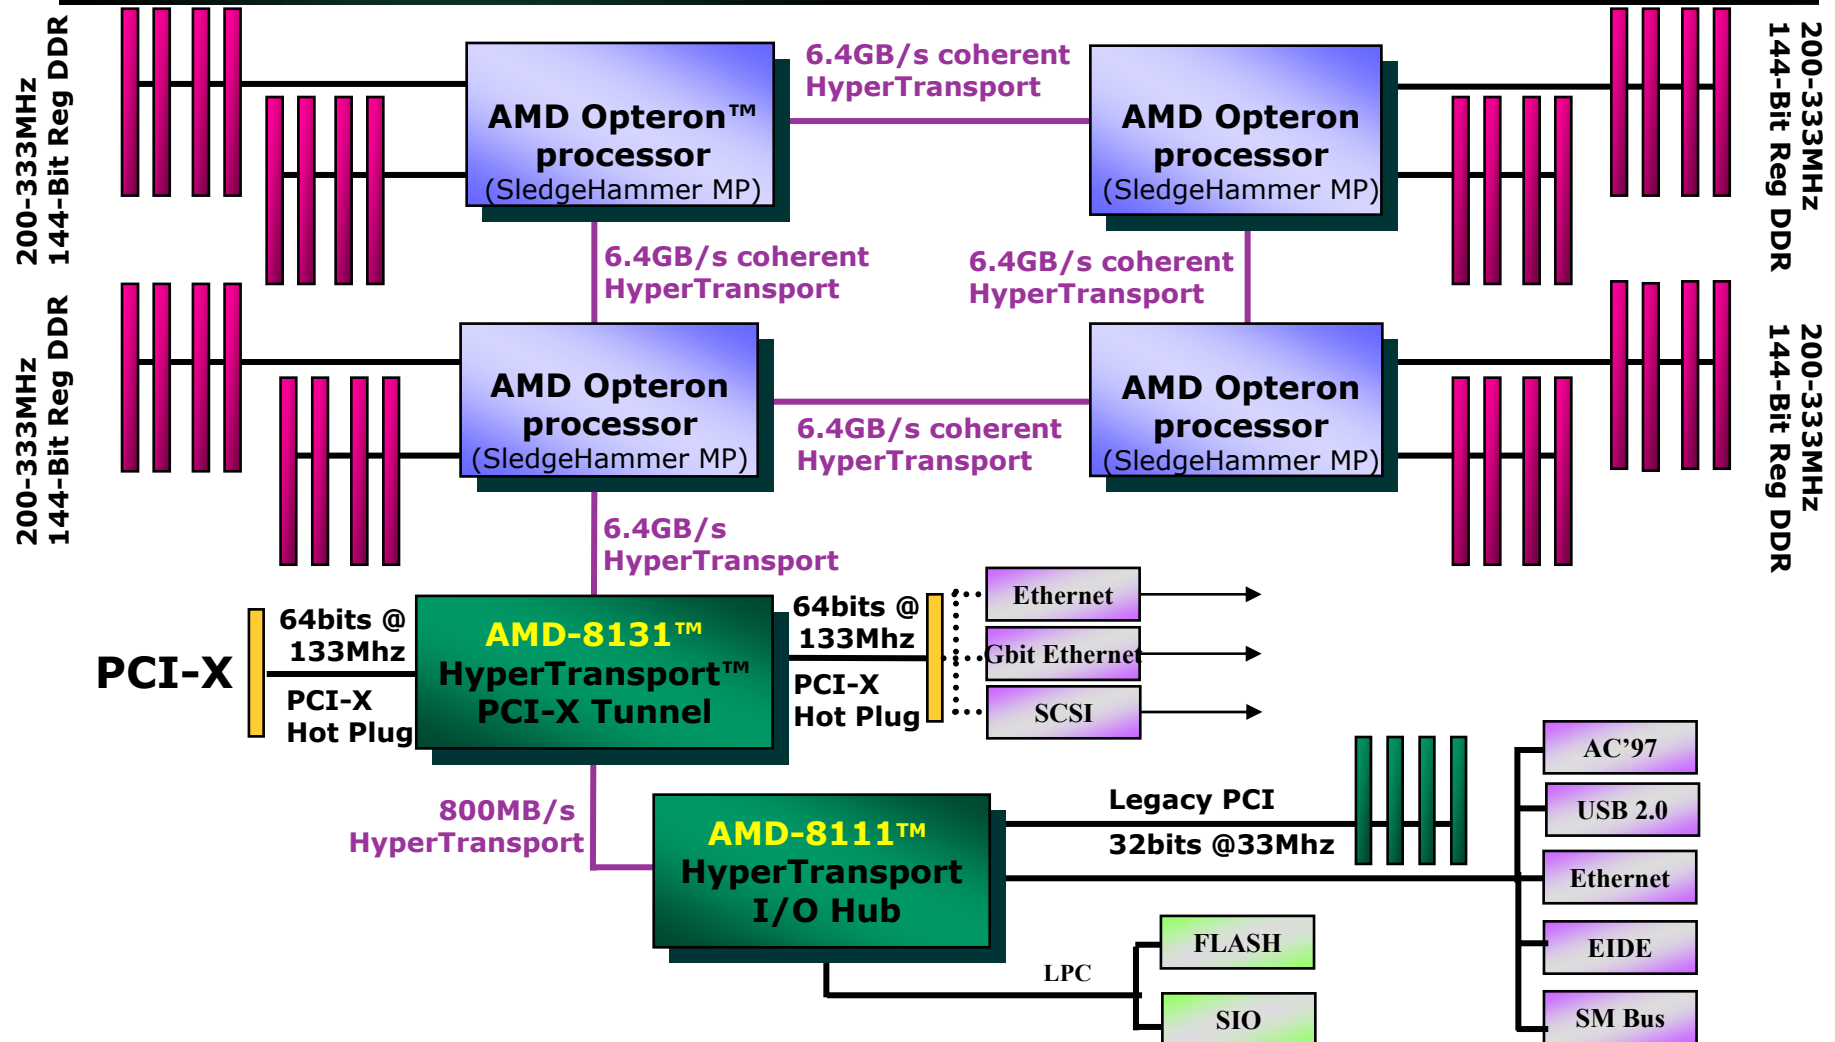 200-333MHz
144-Bit Reg DDR
AMD Opteron™
processor
(SledgeHammer MP)
6.4GB/s coherent
HyperTransport
AMD Opteron
processor
(SledgeHammer MP)
200-333MHz
144-Bit Reg DDR
6.4GB/s coherent
HyperTransport
6.4GB/s coherent
HyperTransport
200-333MHz
144-Bit Reg DDR
AMD Opteron
processor
(SledgeHammer MP)
6.4GB/s coherent
HyperTransport
AMD Opteron
processor
(SledgeHammer MP)
200-333MHz
144-Bit Reg DDR
6.4GB/s
HyperTransport
PCI-X
64bits @
133Mhz
PCI-X
Hot Plug
AMD-8131™
HyperTransport™
PCI-X Tunnel
64bits @
133Mhz
PCI-X
Hot Plug
Ethernet
Gbit Ethernet
SCSI
800MB/s
HyperTransport
AMD-8111™
HyperTransport
I/O Hub
Legacy PCI
32bits @33Mhz
AC’97
USB 2.0
Ethernet
EIDE
SM Bus
LPC
FLASH
SIO